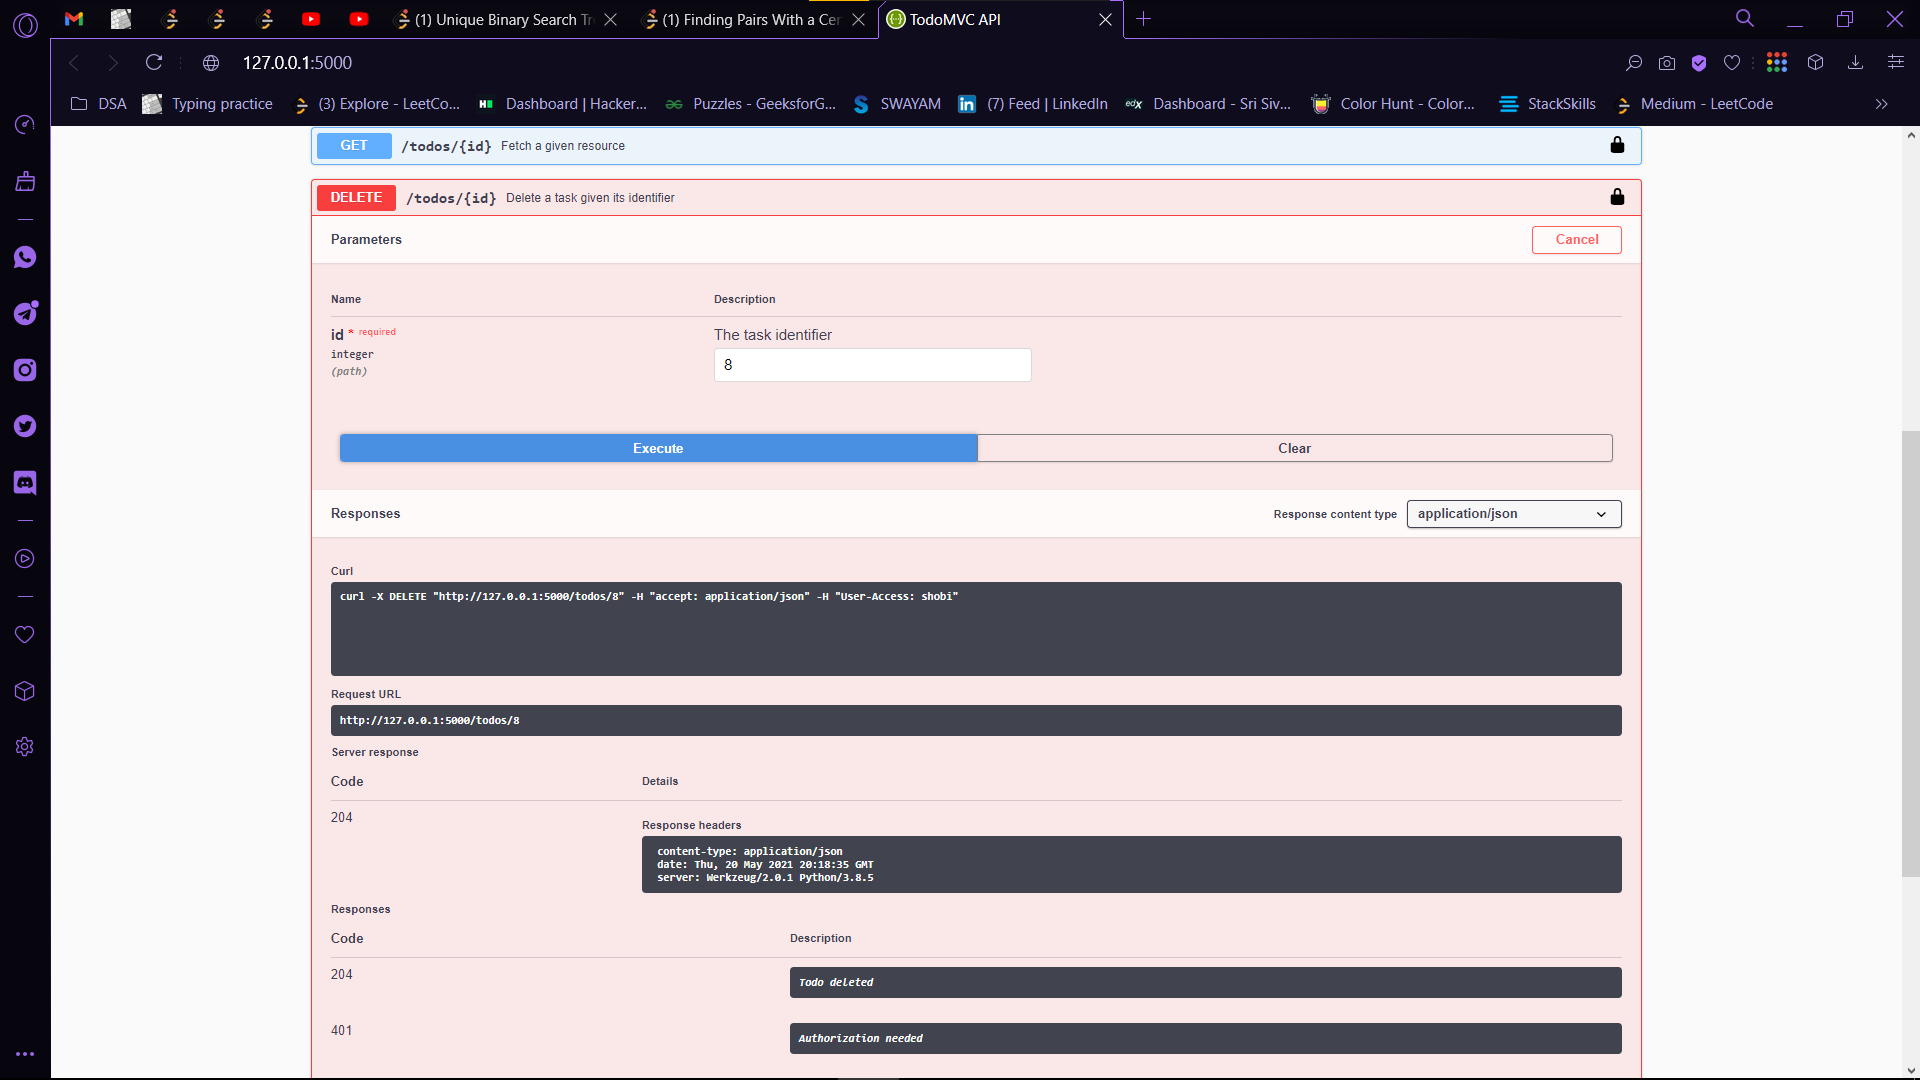 (1) Unique Binary Search Tr
(1) Finding Pairs With a Cer
TodoMVC API
127.0.0.1:5000
DSA
Typing practice
(3) Explore - LeetCo...
Dashboard | Hacker...
Puzzles - GeeksforG...
SWAYAM
(7) Feed | LinkedIn
edX
Dashboard - Sri Siv...
Color Hunt - Color...
StackSkills
Medium - LeetCode
GET /todos/{id} Fetch a given resource
DELETE /todos/{id} Delete a task given its identifier
Parameters
Cancel
Name Description
id * required
integer
(path)
The task identifier
8
Execute
Clear
Responses
Response content type
application/json
Curl
curl -X DELETE "http://127.0.0.1:5000/todos/8" -H "accept: application/json" -H "User-Access: shobi"
Request URL
http://127.0.0.1:5000/todos/8
Server response
Code Details
204
Response headers
content-type: application/json
date: Thu, 20 May 2021 20:18:35 GMT
server: Werkzeug/2.0.1 Python/3.8.5
Responses
Code Description
204 Todo deleted
401 Authorization needed